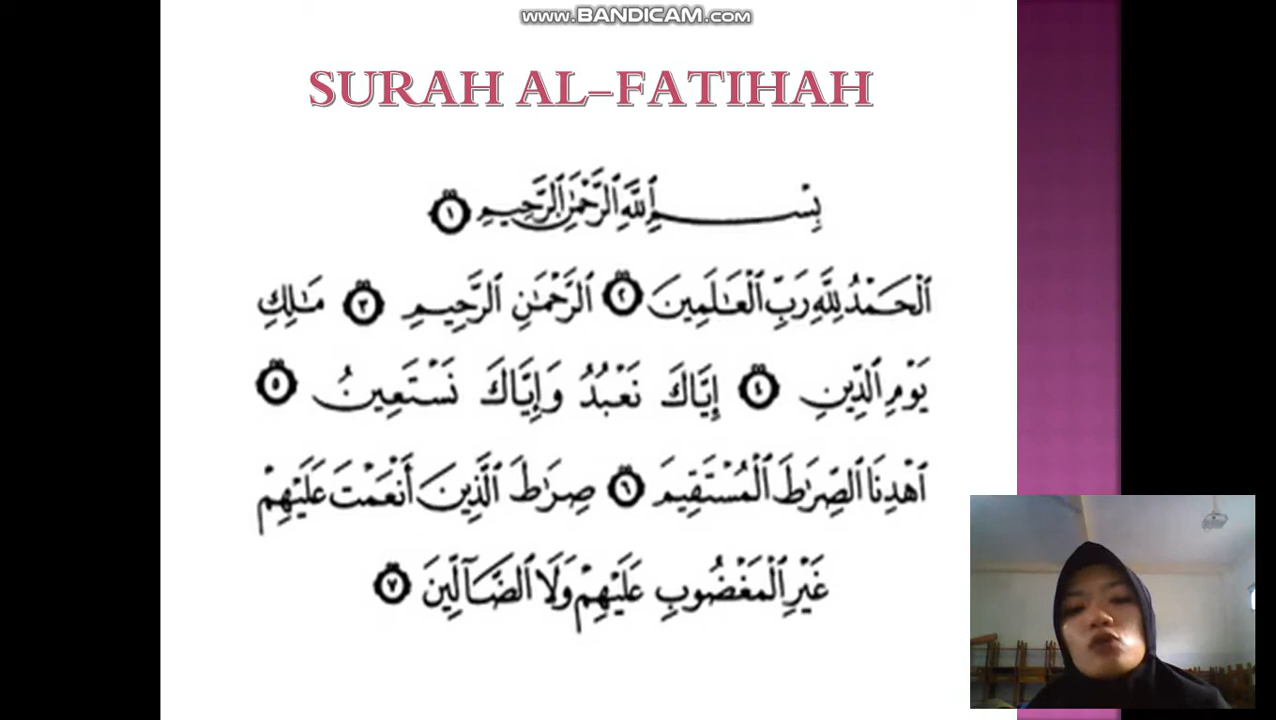 www.BANDICAM.com
SURAH AL-FATIHAH
بِسْمِ ٱللَّهِ ٱلرَّحْمَٰنِ ٱلرَّحِيمِ ١
ٱلْحَمْدُ لِلَّهِ رَبِّ ٱلْعَٰلَمِينَ ٢ ٱلرَّحْمَٰنِ ٱلرَّحِيمِ ٣ مَٰلِكِ
يَوْمِ ٱلدِّينِ ٤ إِيَّاكَ نَعْبُدُ وَإِيَّاكَ نَسْتَعِينُ ٥
ٱهْدِنَا ٱلصِّرَٰطَ ٱلْمُسْتَقِيمَ ٦ صِرَٰطَ ٱلَّذِينَ أَنْعَمْتَ عَلَيْهِمْ
غَيْرِ ٱلْمَغْضُوبِ عَلَيْهِمْ وَلَا ٱلضَّآلِّينَ ٧